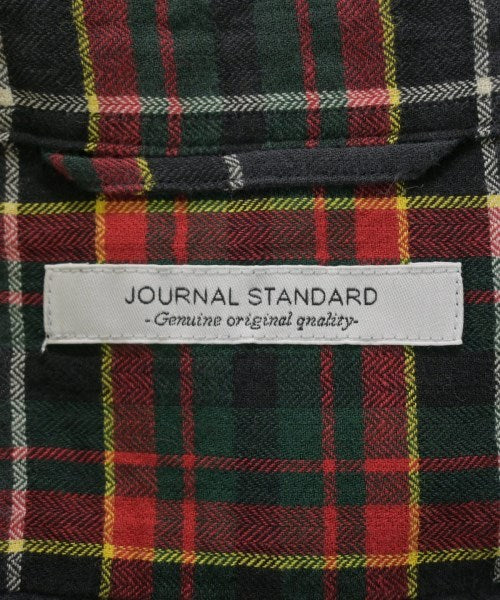 JOURNAL STANDARD
-Genuine original qnality-